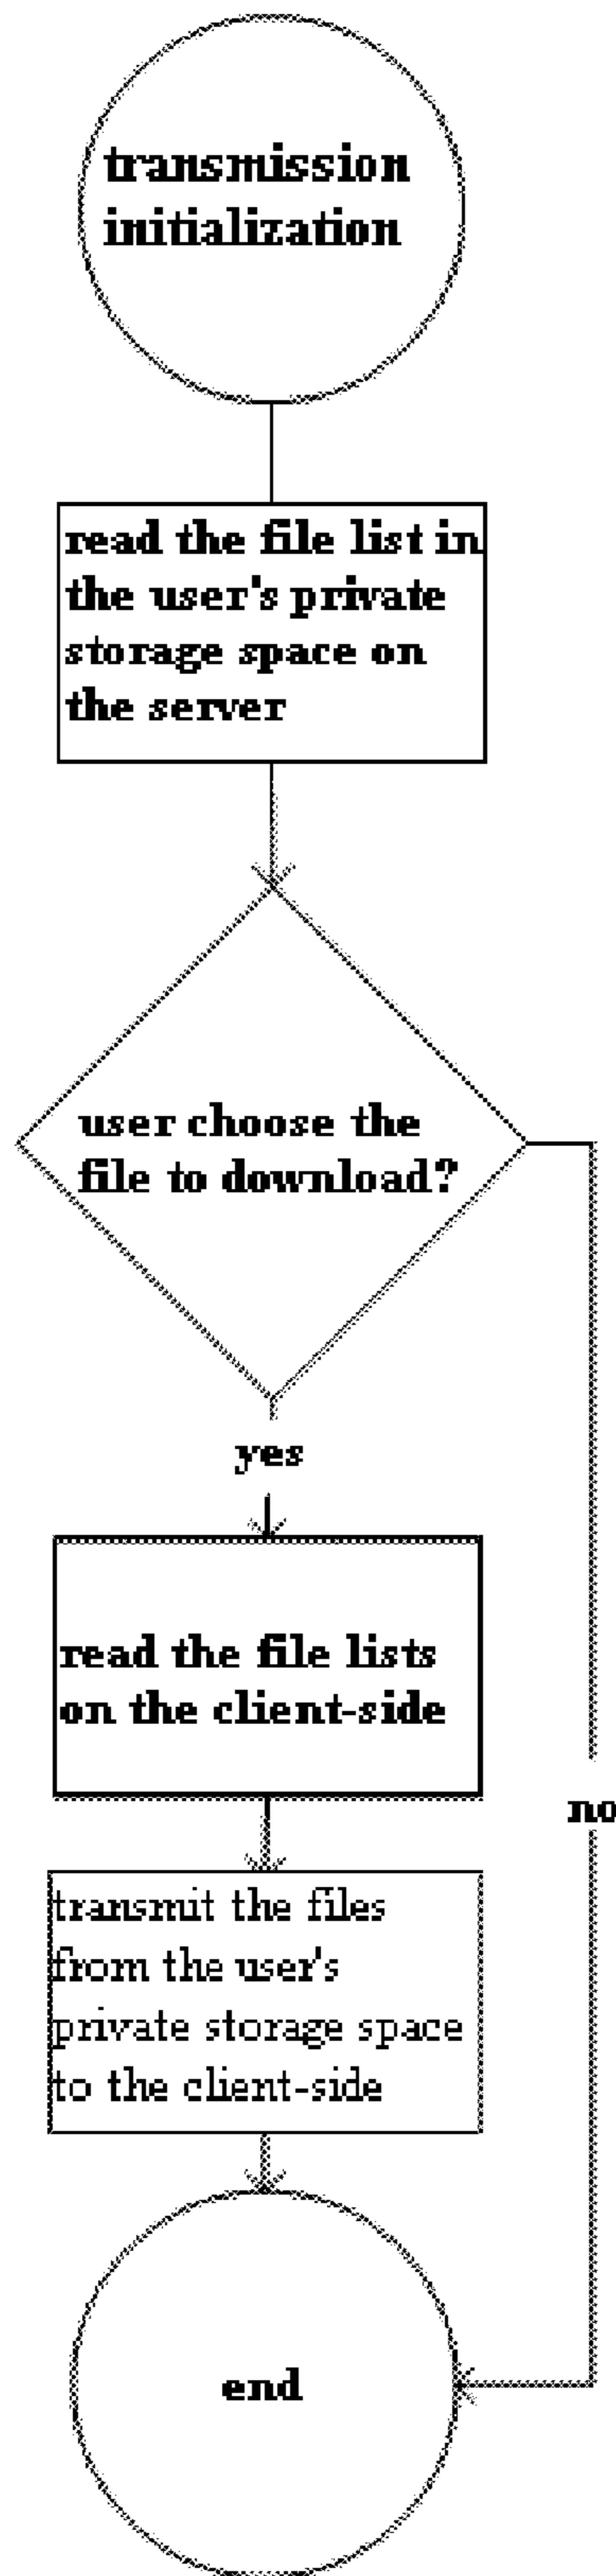 transmission
initialization
read the file list in
the user's private
storage space on
the server
user choose the
file to download?
yes
read the file lists
on the client-side
no
transmit the files
from the user's
private storage space
to the client-side
end